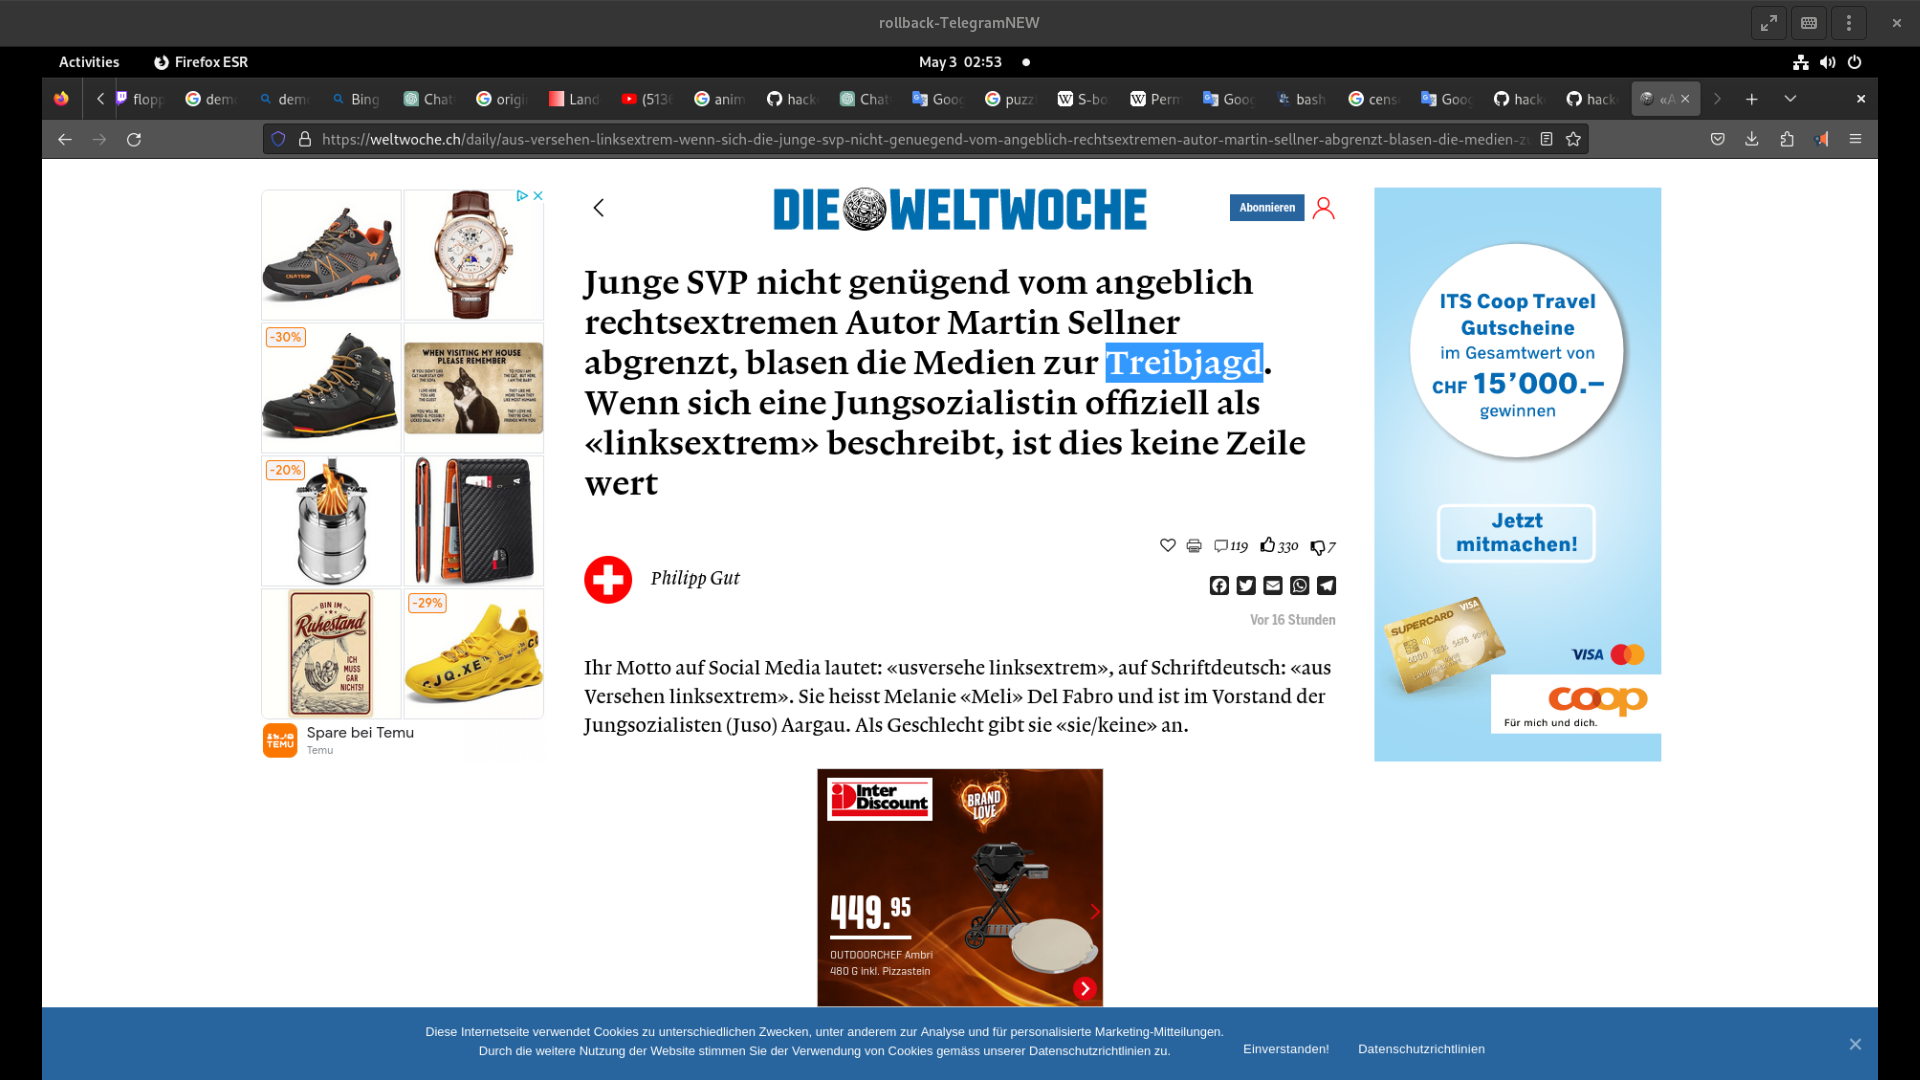 rollback-TelegramNEW
Activities
Firefox ESR
May 3 02:53
flopp
dem
dem
Bing
Chat
origi
Land
(5136
anim
hack
Chat
Goog
puzz
S-bo
Perm
Goog
bash
cens
Goog
hack
hack
«A
https://weltwoche.ch/daily/aus-versehen-linksextrem-wenn-sich-die-junge-svp-nicht-genuegend-vom-angeblich-rechtsextremen-autor-martin-sellner-abgrenzt-blasen-die-medien-zu
DIE WELTWOCHE
Abonnieren
Junge SVP nicht genügend vom angeblich
rechtsextremen Autor Martin Sellner
abgrenzt, blasen die Medien zur Treibjagd.
Wenn sich eine Jungsozialistin offiziell als
«linksextrem» beschreibt, ist dies keine Zeile
wert
119
330
7
Philipp Gut
Vor 16 Stunden
Ihr Motto auf Social Media lautet: «usversehe linksextrem», auf Schriftdeutsch: «aus
Versehen linksextrem». Sie heisst Melanie «Meli» Del Fabro und ist im Vorstand der
Jungsozialisten (Juso) Aargau. Als Geschlecht gibt sie «sie/keine» an.
-30%
WHEN VISITING MY HOUSE
PLEASE REMEMBER
-20%
BIN IM
Ruhestand
ICH
MUSS
GAR
NICHTS!
-29%
TEMU
Spare bei Temu
Temu
ITS Coop Travel
Gutscheine
im Gesamtwert von
CHF 15’000.–
gewinnen
Jetzt
mitmachen!
SUPERCARD
VISA
VISA
coop
Für mich und dich.
Inter
Discount
BRAND
LOVE
449.95
OUTDOORCHEF Ambri
480 G inkl. Pizzastein
Diese Internetseite verwendet Cookies zu unterschiedlichen Zwecken, unter anderem zur Analyse und für personalisierte Marketing-Mitteilungen.
Durch die weitere Nutzung der Website stimmen Sie der Verwendung von Cookies gemäss unserer Datenschutzrichtlinien zu.
Einverstanden!
Datenschutzrichtlinien